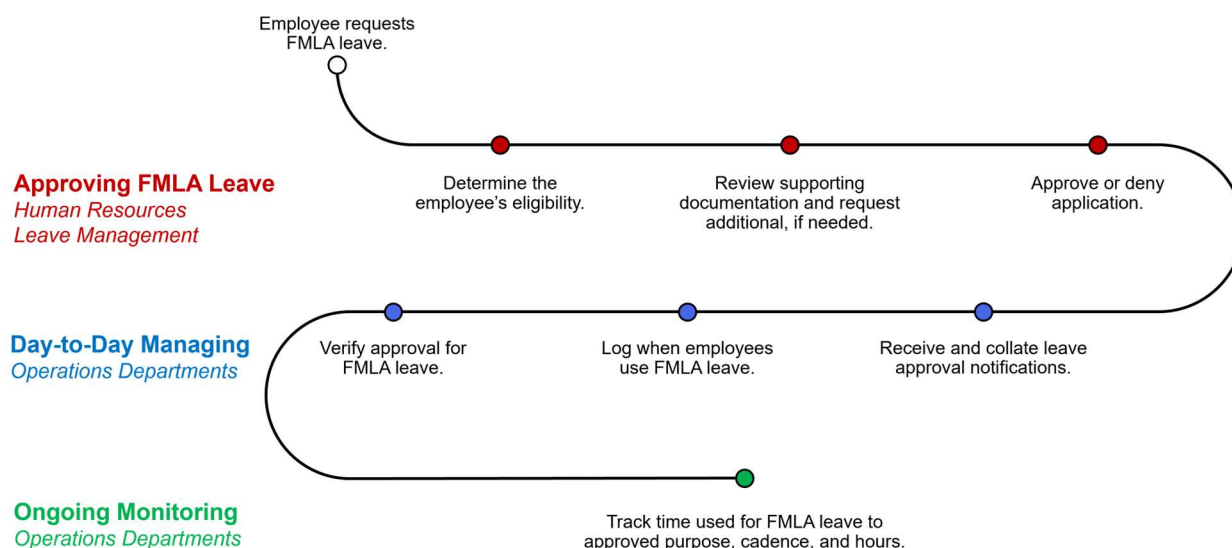 Employee requests
FMLA leave.
Approving FMLA Leave
Human Resources
Leave Management
Determine the
employee’s eligibility.
Review supporting
documentation and request
additional, if needed.
Approve or deny
application.
Day-to-Day Managing
Operations Departments
Verify approval for
FMLA leave.
Log when employees
use FMLA leave.
Receive and collate leave
approval notifications.
Ongoing Monitoring
Operations Departments
Track time used for FMLA leave to
approved purpose, cadence, and hours.